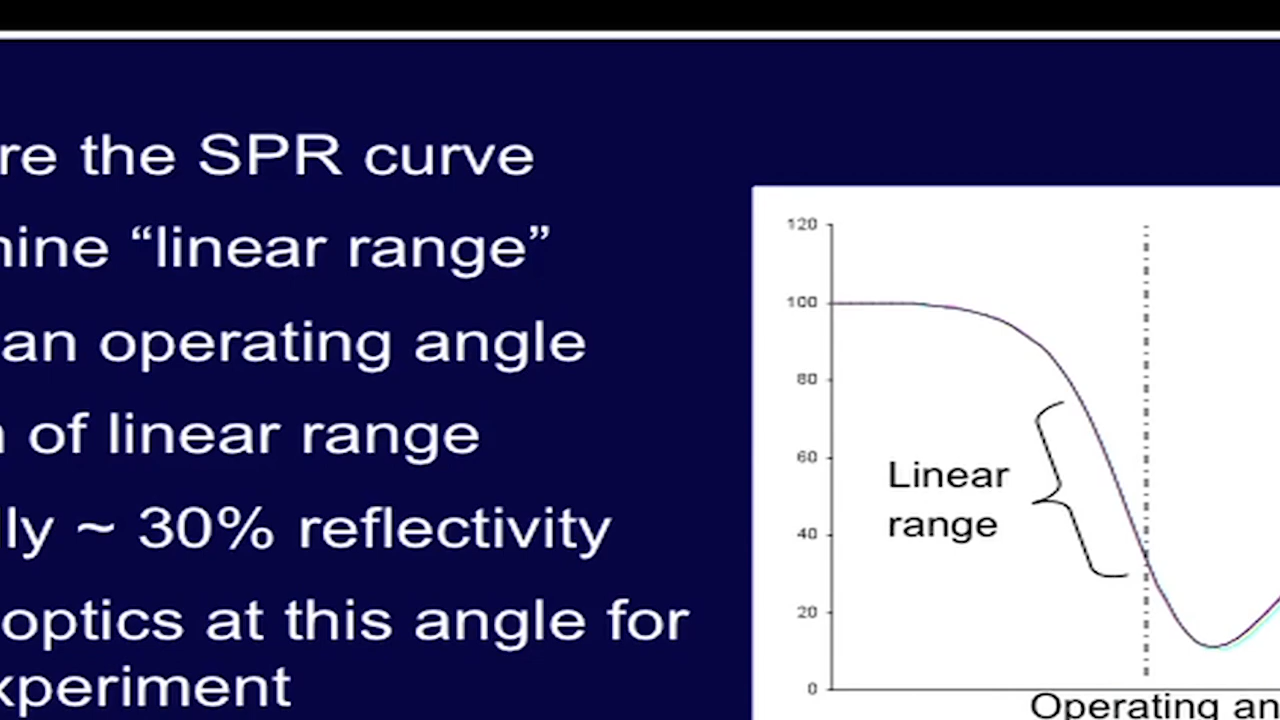 re the SPR curve
nine “linear range”
an operating angle
of linear range
ly ~ 30% reflectivity
optics at this angle for
xperiment
120
100
80
60
40
20
0
Linear
range
Operating an